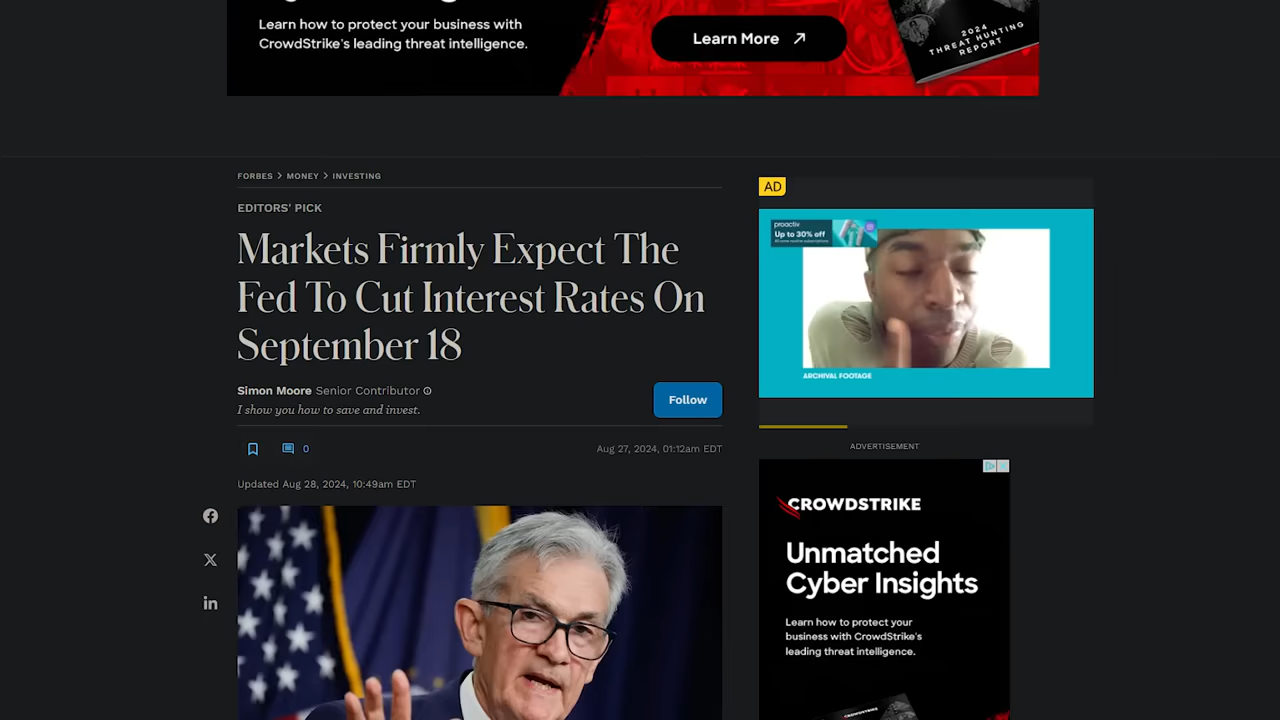 Learn how to protect your business with
CrowdStrike's leading threat intelligence.
Learn More
2024
THREAT HUNTING
REPORT
FORBES > MONEY > INVESTING
EDITORS' PICK
Markets Firmly Expect The
Fed To Cut Interest Rates On
September 18
Simon Moore Senior Contributor
I show you how to save and invest.
Follow
0
Aug 27, 2024, 01:12am EDT
Updated Aug 28, 2024, 10:49am EDT
AD
proactiv
Up to 30% off
ARCHIVAL FOOTAGE
ADVERTISEMENT
CROWDSTRIKE
Unmatched
Cyber Insights
Learn how to protect your
business with CrowdStrike's
leading threat intelligence.
CROWDSTRIKE